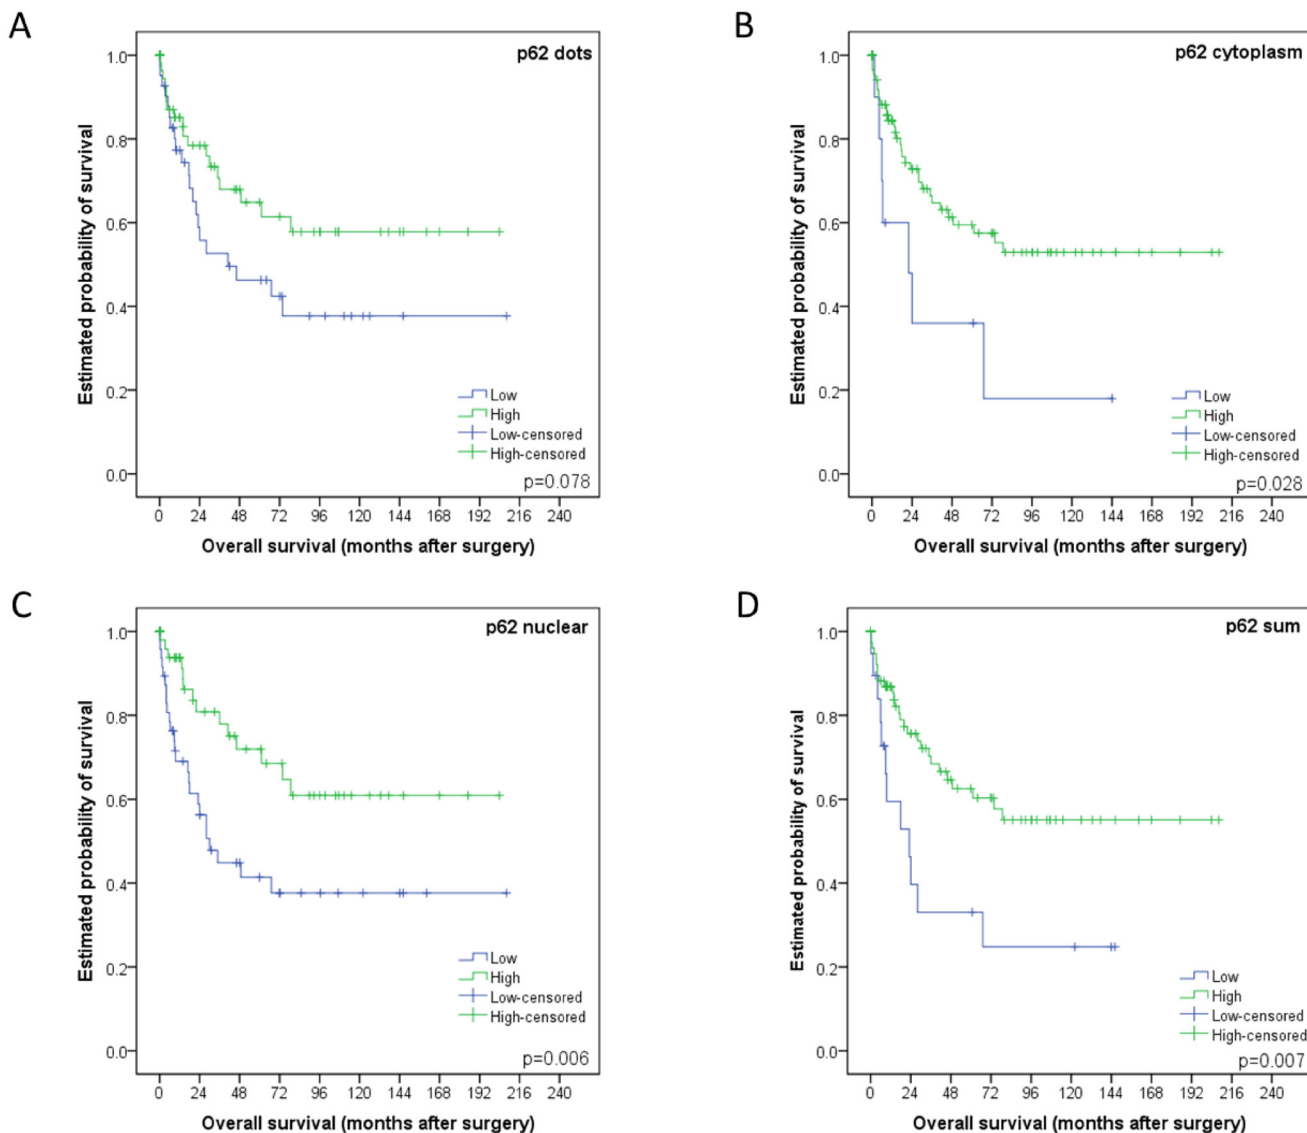 A
p62 dots
Estimated probability of survival
1.0
0.8
0.6
0.4
0.2
0.0
Low
High
Low-censored
High-censored
p=0.078
0 24 48 72 96 120 144 168 192 216 240
Overall survival (months after surgery)
B
p62 cytoplasm
Estimated probability of survival
1.0
0.8
0.6
0.4
0.2
0.0
Low
High
Low-censored
High-censored
p=0.028
0 24 48 72 96 120 144 168 192 216 240
Overall survival (months after surgery)
C
p62 nuclear
Estimated probability of survival
1.0
0.8
0.6
0.4
0.2
0.0
Low
High
Low-censored
High-censored
p=0.006
0 24 48 72 96 120 144 168 192 216 240
Overall survival (months after surgery)
D
p62 sum
Estimated probability of survival
1.0
0.8
0.6
0.4
0.2
0.0
Low
High
Low-censored
High-censored
p=0.007
0 24 48 72 96 120 144 168 192 216 240
Overall survival (months after surgery)